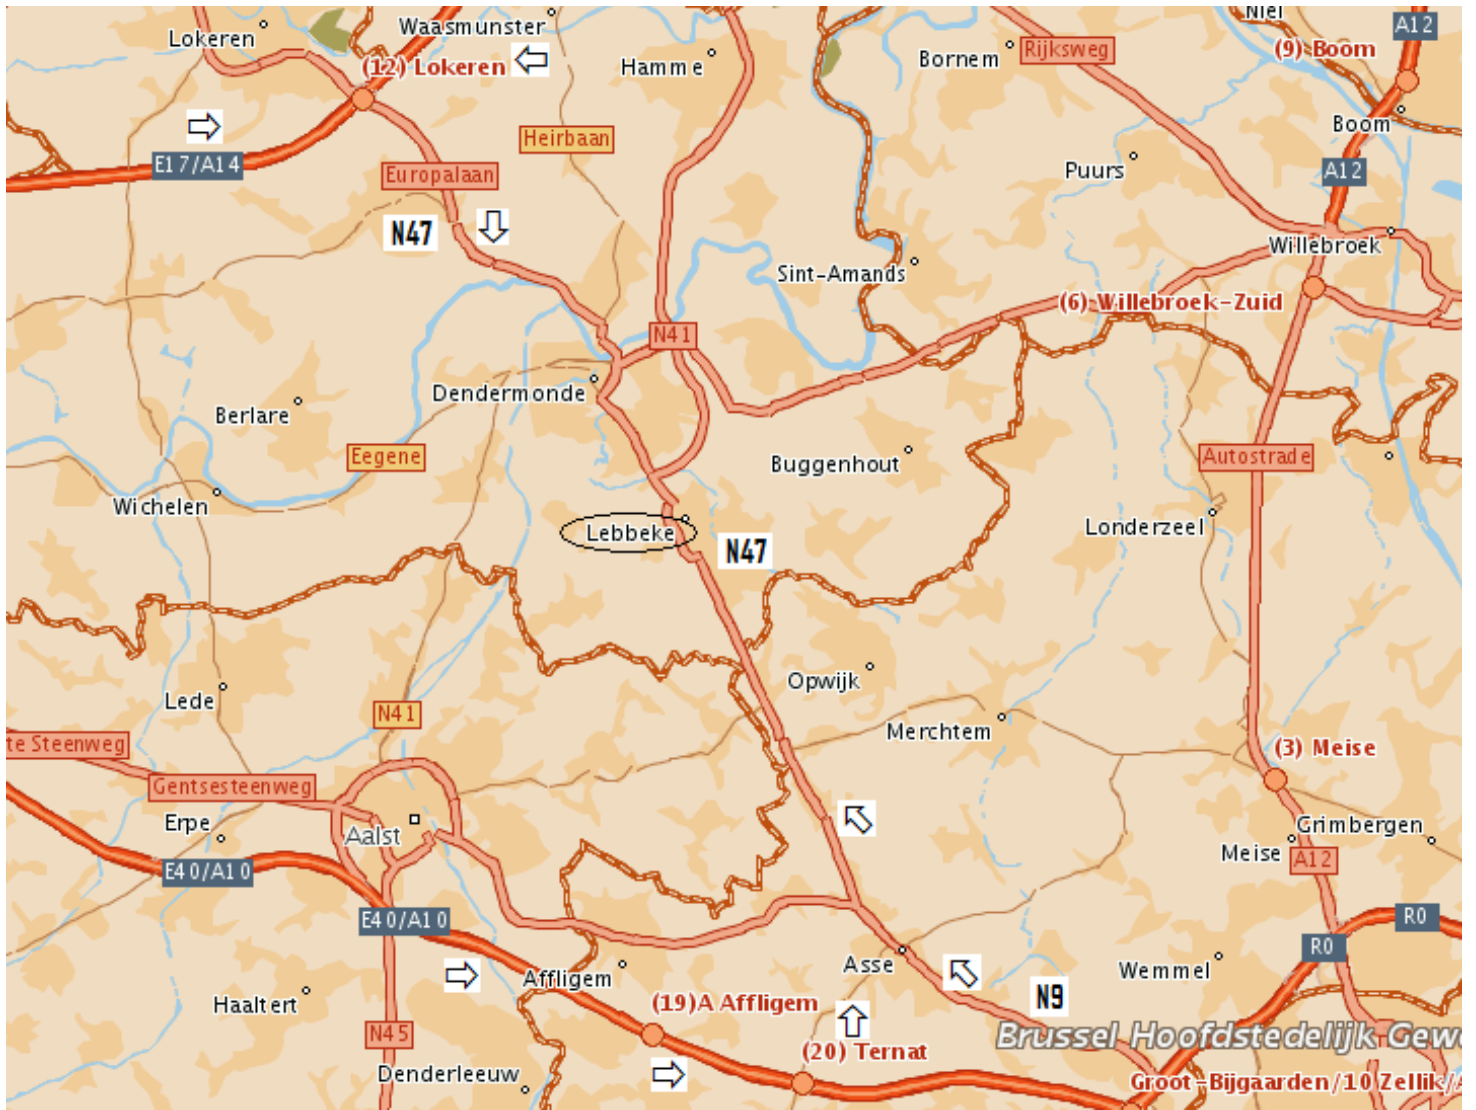 Niel
A12
Lokeren
Waasmunster
(12) Lokeren
Hamme
Bornem
Rijksweg
(9) Boom
Boom
Heirbaan
E17/A14
Europalaan
Puurs
A12
N47
Willebroek
Sint-Amands
(6) Willebroek-Zuid
N41
Dendermonde
Berlare
Eegene
Buggenhout
Autostrade
Wichelen
Lebbeke
N47
Londerzeel
Opwijk
Lede
N41
Merchtem
te Steenweg
(3) Meise
Gentsesteenweg
Erpe
Aalst
Grimbergen
Meise
A12
E40/A10
E40/A10
R0
R0
Asse
Wemmel
Affligem
Haaltert
(19)A Affligem
N9
N45
Brussel Hoofdstedelijk Gew
(20) Ternat
Denderleeuw
Groot-Bijgaarden/10 Zellik/A